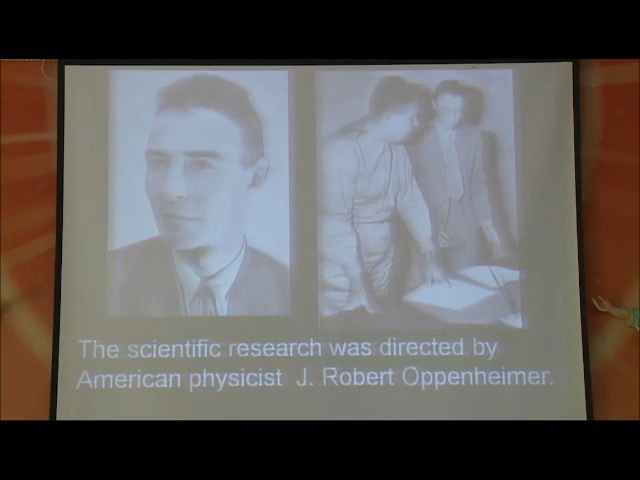 The scientific research was directed by
American physicist J. Robert Oppenheimer.